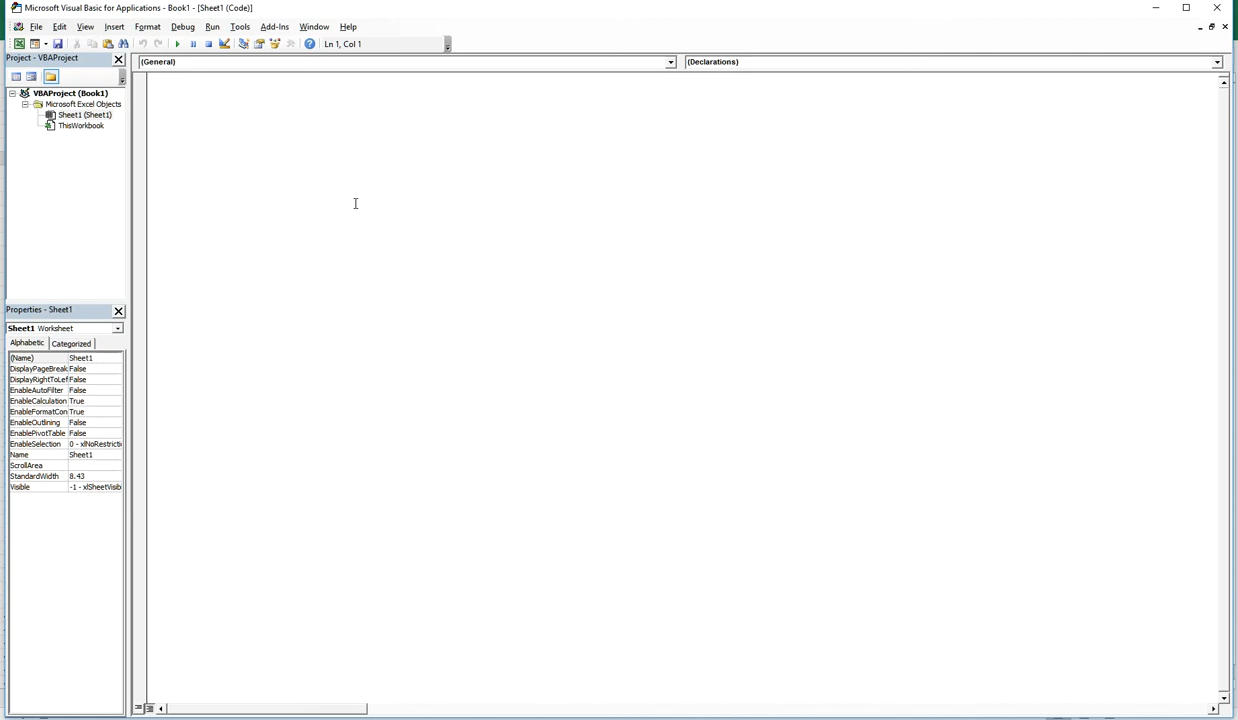 Microsoft Visual Basic for Applications - Book1 - [Sheet1 (Code)]
File Edit View Insert Format Debug Run Tools Add-Ins Window Help
Ln 1, Col 1
Project - VBAProject
(General) (Declarations)
VBAProject (Book1)
Microsoft Excel Objects
Sheet1 (Sheet1)
ThisWorkbook
Properties - Sheet1
Sheet1 Worksheet
Alphabetic Categorized
(Name) Sheet1
DisplayPageBreak False
DisplayRightToLef False
EnableAutoFilter False
EnableCalculation True
EnableFormatCon True
EnableOutlining False
EnablePivotTable False
EnableSelection 0 - xlNoRestricti
Name Sheet1
ScrollArea
StandardWidth 8.43
Visible -1 - xlSheetVisib